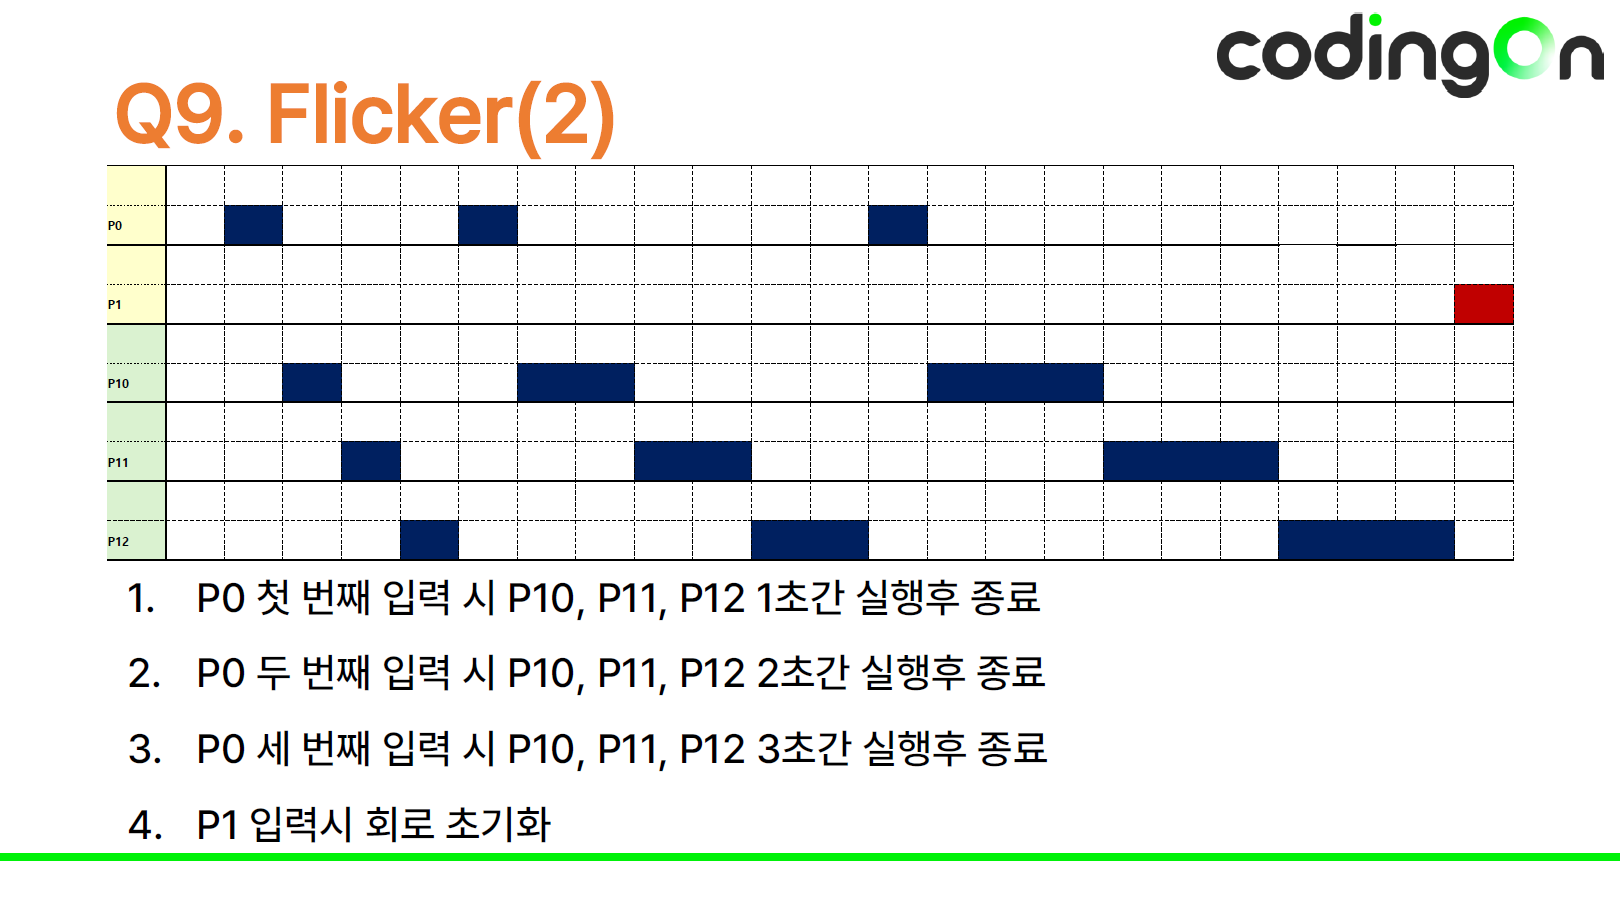 codingOn
Q9. Flicker(2)
P0
P1
P10
P11
P12
1. P0 첫 번째 입력 시 P10, P11, P12 1초간 실행후 종료
2. P0 두 번째 입력 시 P10, P11, P12 2초간 실행후 종료
3. P0 세 번째 입력 시 P10, P11, P12 3초간 실행후 종료
4. P1 입력시 회로 초기화